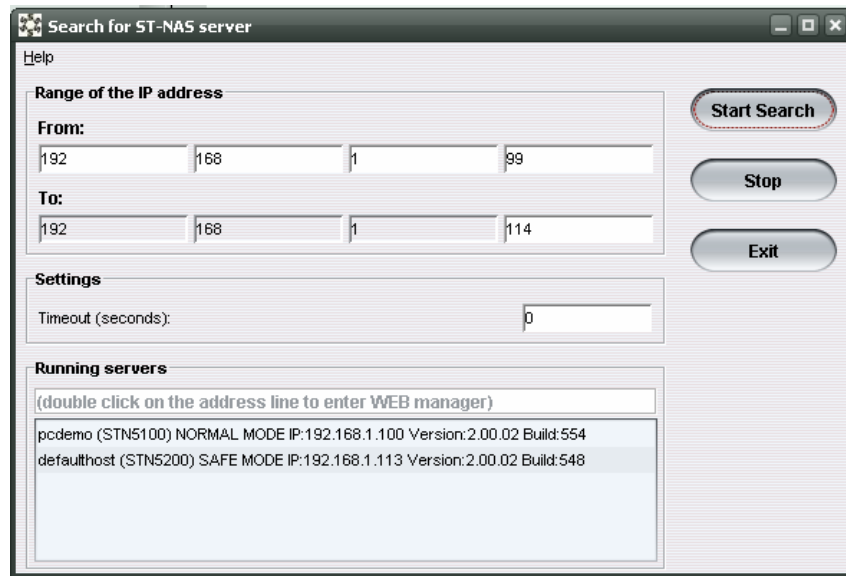 Search for ST-NAS server
Help
Range of the IP address
From:
192 168 1 99
To:
192 168 1 114
Settings
Timeout (seconds): 0
Running servers
(double click on the address line to enter WEB manager)
pcdemo (STN5100) NORMAL MODE IP:192.168.1.100 Version:2.00.02 Build:554
defaulthost (STN5200) SAFE MODE IP:192.168.1.113 Version:2.00.02 Build:548
Start Search
Stop
Exit